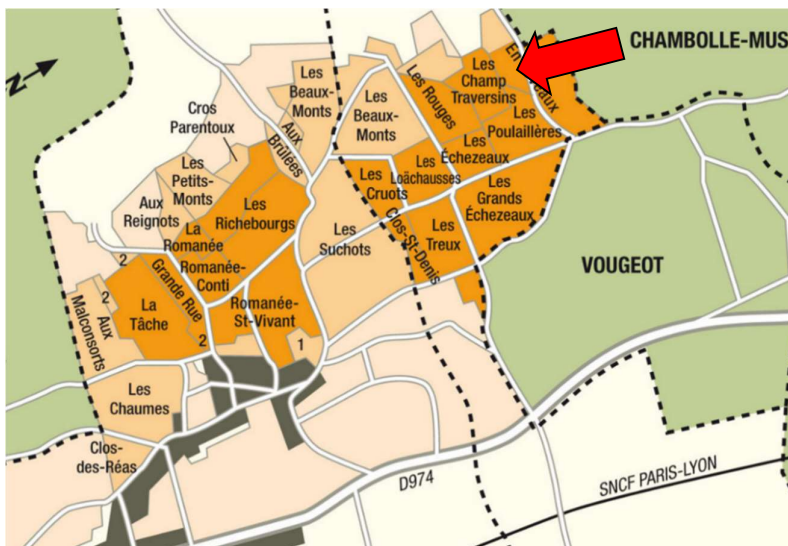 CHAMBOLLE-MUS
En
eaux
Les
Champ
Traversins
Les Rouges
Les
Poulaillères
Les
Beaux-
Monts
Les
Beaux-
Monts
Cros
Parentoux
Aux
Brûlées
Les
Échezeaux
Les
Loächausses
Les
Cruots
Les
Grands
Échezeaux
Les
Petits-
Monts
Aux
Reignots
Les
Richebourgs
La
Romanée
Romanée-
Conti
Les
Suchots
Clos-St-Denis
Les
Treux
VOUGEOT
2
Grande Rue
2
La
Tâche
Aux
Malconsorts
Romanée-
St-Vivant
2
1
Les
Chaumes
Clos-
des-Réas
D974
SNCF PARIS-LYON
N